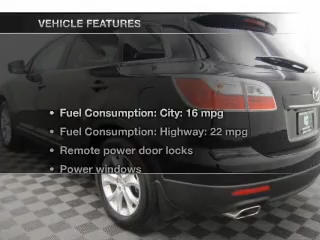 VEHICLE FEATURES
• Fuel Consumption: City: 16 mpg
• Fuel Consumption: Highway: 22 mpg
• Remote power door locks
• Power windows